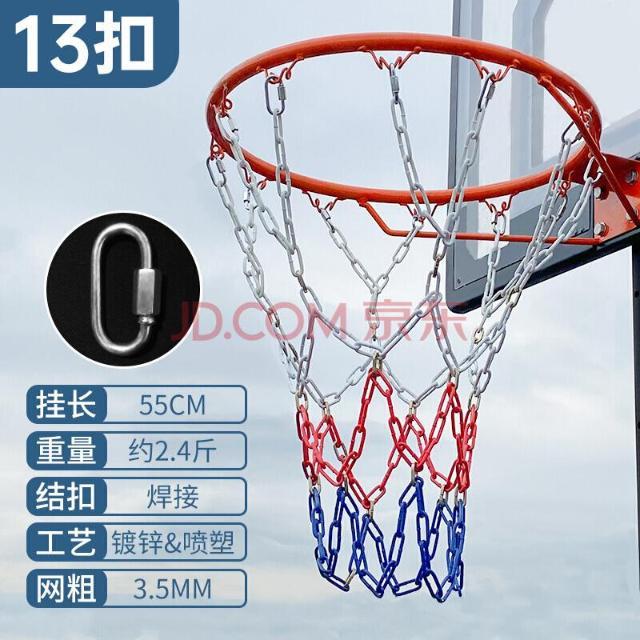 13扣
JD.COM 京东
挂长 55CM
重量 约2.4斤
结扣 焊接
工艺 镀锌&喷塑
网粗 3.5MM